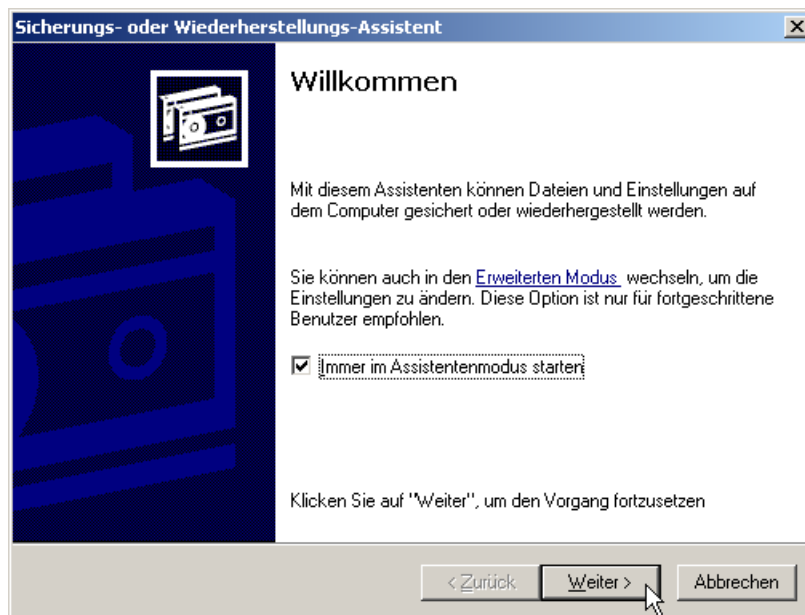 Sicherungs- oder Wiederherstellungs-Assistent
Willkommen
Mit diesem Assistenten können Dateien und Einstellungen auf
dem Computer gesichert oder wiederhergestellt werden.
Sie können auch in den Erweiterten Modus wechseln, um die
Einstellungen zu ändern. Diese Option ist nur für fortgeschrittene
Benutzer empfohlen.
Immer im Assistentenmodus starten
Klicken Sie auf "Weiter", um den Vorgang fortzusetzen
< Zurück Weiter > Abbrechen